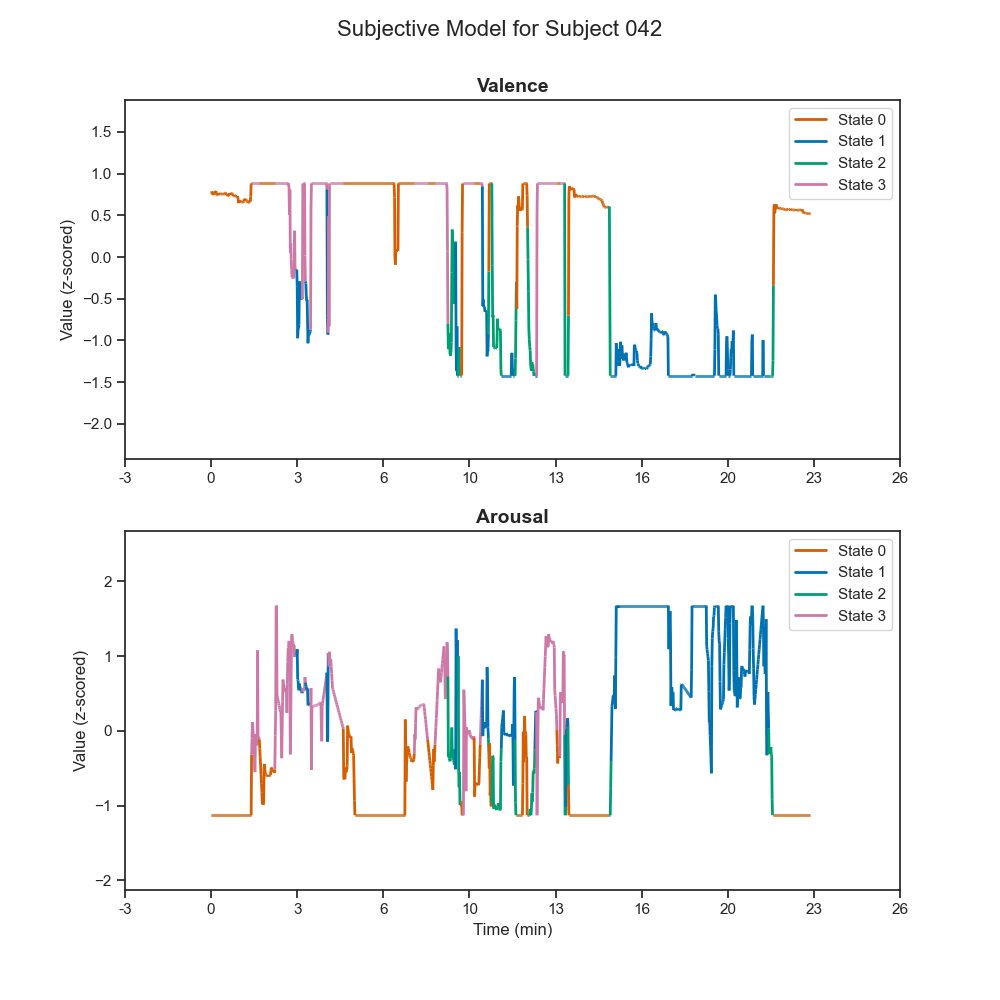 Subjective Model for Subject 042
Valence
Value (z-scored)
1.5
1.0
0.5
0.0
−0.5
−1.0
−1.5
−2.0
-3 0 3 6 10 13 16 20 23 26
State 0
State 1
State 2
State 3
Arousal
Value (z-scored)
2
1
0
−1
−2
-3 0 3 6 10 13 16 20 23 26
Time (min)
State 0
State 1
State 2
State 3